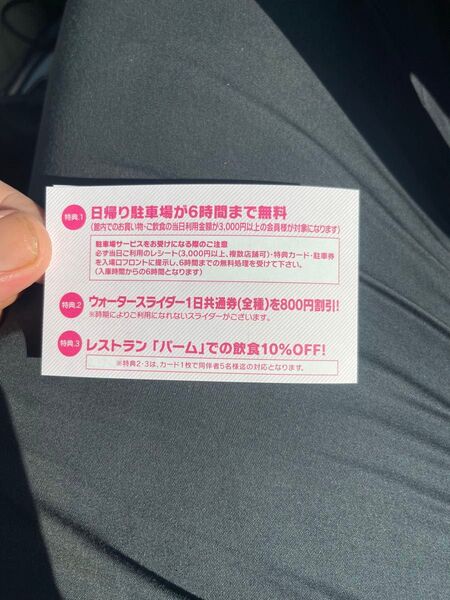 特典.1 日帰り駐車場が6時間まで無料
(館内でのお買い物・ご飲食の当日利用金額が3,000円以上の会員様が対象になります)
駐車場サービスをお受けになる際のご注意
必ず当日ご利用のレシート(3,000円以上、複数店舗可)・特典カード・駐車券
を入場口フロントに提示し、6時間までの無料処理を受けて下さい。
(入庫時間からの6時間となります)
特典.2 ウォータースライダー1日共通券(全種)を800円割引!
※時期によりご利用になれないスライダーがございます。
特典.3 レストラン「パーム」での飲食10%OFF!
※特典2・3は、カード1枚で同伴者5名様迄の対応となります。